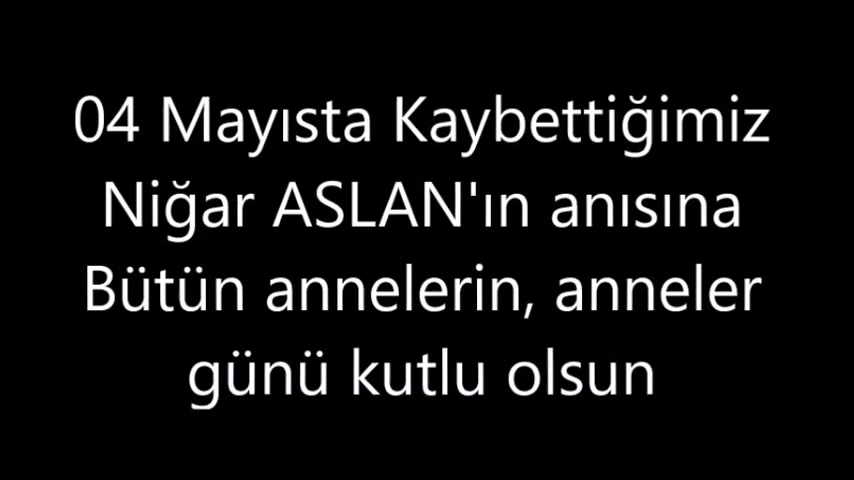 04 Mayısta Kaybettiğimiz
Niğar ASLAN'ın anısına
Bütün annelerin, anneler
günü kutlu olsun